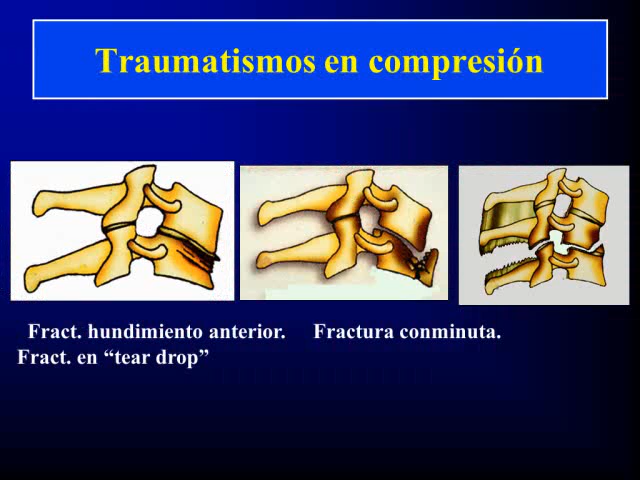 Traumatismos en compresión
Fract. hundimiento anterior. Fractura conminuta.
Fract. en “tear drop”